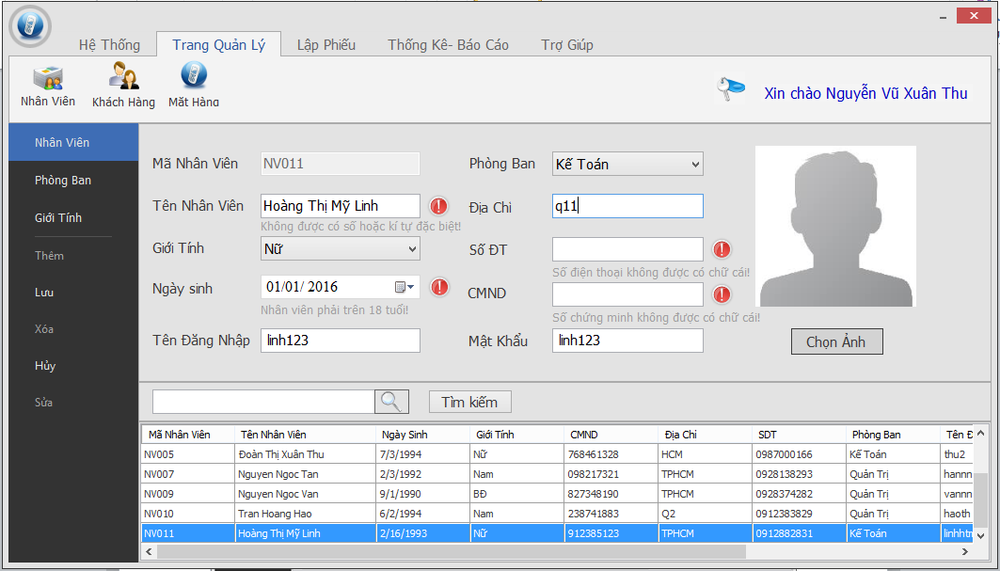 Hệ Thống Trang Quản Lý Lập Phiếu Thống Kê- Báo Cáo Trợ Giúp
Nhân Viên Khách Hàng Mặt Hàng
Xin chào Nguyễn Vũ Xuân Thu
Nhân Viên
Phòng Ban
Giới Tính
Thêm
Lưu
Xóa
Hủy
Sửa
Mã Nhân Viên NV011 Phòng Ban Kế Toán
Tên Nhân Viên Hoàng Thị Mỹ Linh Địa Chỉ q11
Không được có số hoặc kí tự đặc biệt!
Giới Tính Nữ Số ĐT
Số điện thoại không được có chữ cái!
Ngày sinh 01/01/ 2016 CMND
Nhân viên phải trên 18 tuổi! Số chứng minh không được có chữ cái!
Tên Đăng Nhập linh123 Mật Khẩu linh123
Chọn Ảnh
Tìm kiếm
Mã Nhân Viên Tên Nhân Viên Ngày Sinh Giới Tính CMND Địa Chỉ SDT Phòng Ban Tên Đ
NV005 Đoàn Thị Xuân Thu 7/3/1994 Nữ 768461328 HCM 0987000166 Kế Toán thu2
NV007 Nguyen Ngoc Tan 2/3/1992 Nam 098217321 TPHCM 0928138293 Quản Trị hannn
NV009 Nguyen Ngoc Van 9/1/1990 BĐ 827348190 TPHCM 0928374282 Quản Trị vannn
NV010 Tran Hoang Hao 6/2/1994 Nam 238741883 Q2 0912383829 Quản Trị haoth
NV011 Hoàng Thị Mỹ Linh 2/16/1993 Nữ 912385123 TPHCM 0912882831 Kế Toán linhhtn